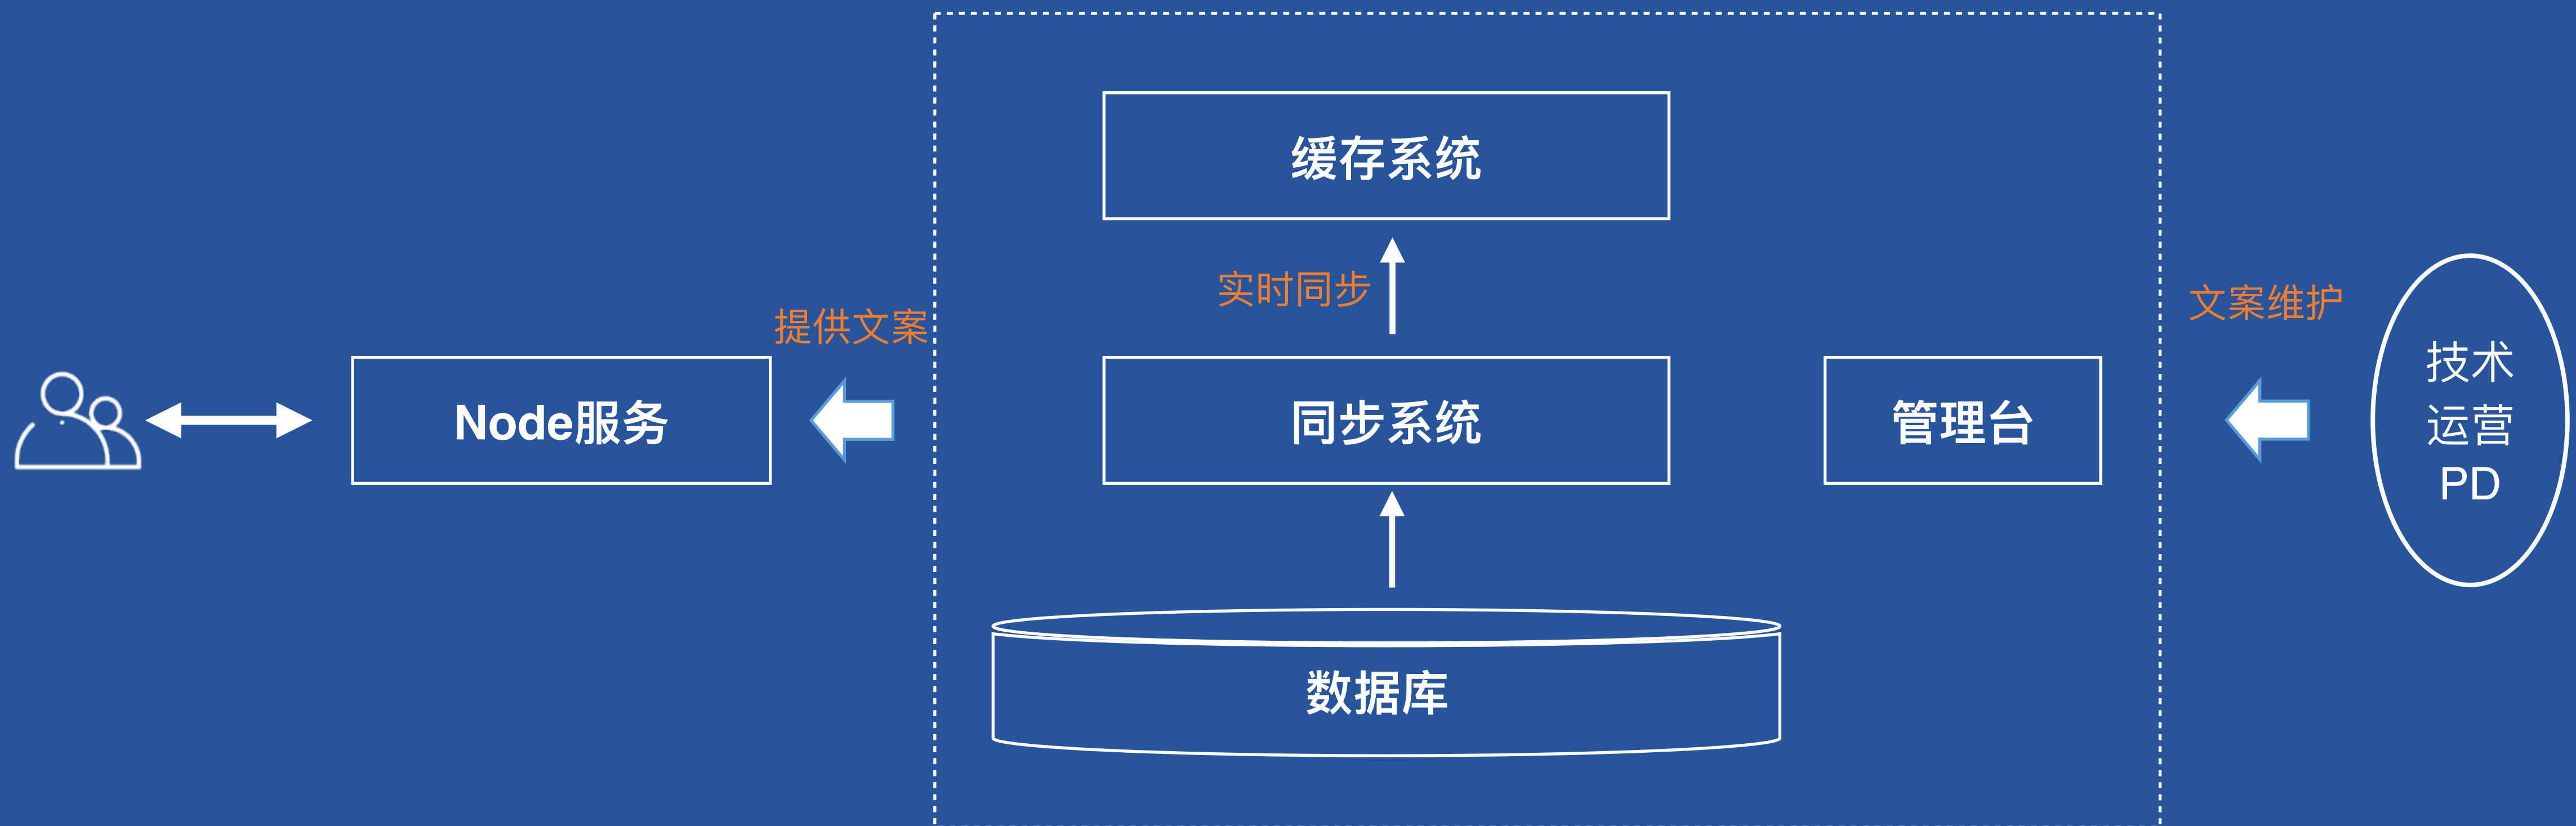 缓存系统
实时同步
提供文案
文案维护
Node服务
同步系统
管理台
技术
运营
PD
数据库